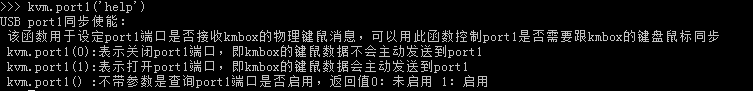 >>> kvm.port1('help')
USB port1同步使能：
该函数用于设定port1端口是否接收kmbox的物理键鼠消息，可以用此函数控制port1是否需要跟kmbox的键盘鼠标同步
kvm.port1(0):表示关闭port1端口，即kmbox的键鼠数据不会主动发送到port1
kvm.port1(1):表示打开port1端口，即kmbox的键鼠数据会主动发送到port1
kvm.port1() :不带参数是查询port1端口是否启用，返回值0: 未启用 1: 启用